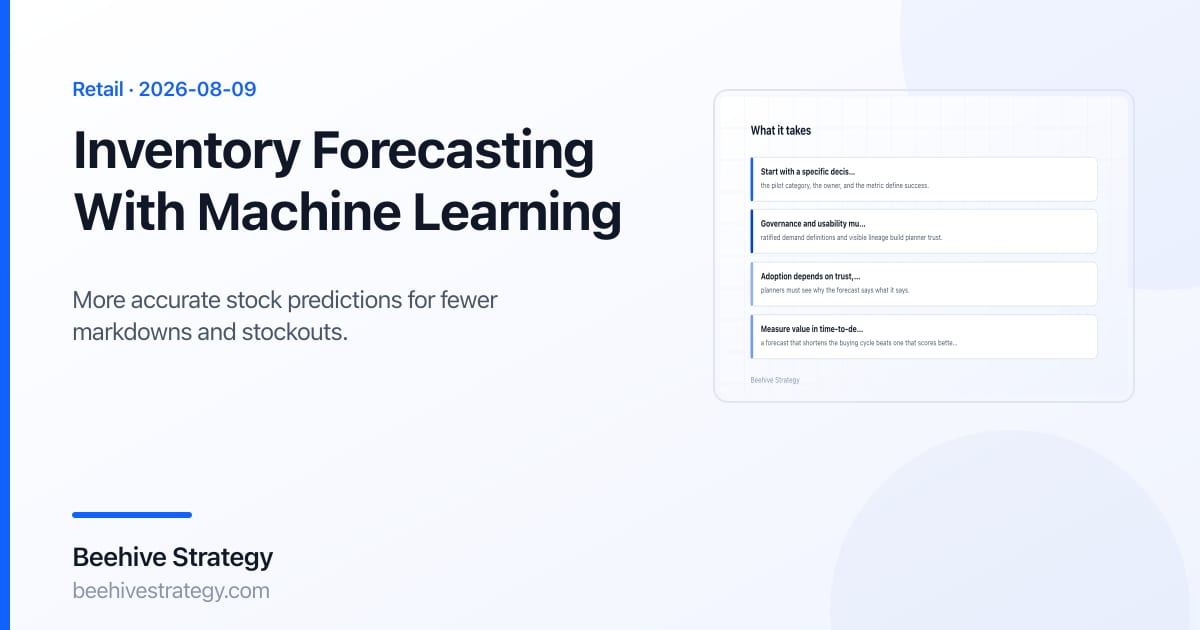 Retail · 2026-08-09
Inventory Forecasting
With Machine Learning
More accurate stock predictions for fewer
markdowns and stockouts.
Beehive Strategy
beehivestrategy.com
What it takes
Start with a specific decis...
the pilot category, the owner, and the metric define success.
Governance and usability mu...
ratified demand definitions and visible lineage build planner trust.
Adoption depends on trust,...
planners must see why the forecast says what it says.
Measure value in time-to-de...
a forecast that shortens the buying cycle beats one that scores bette...
Beehive Strategy